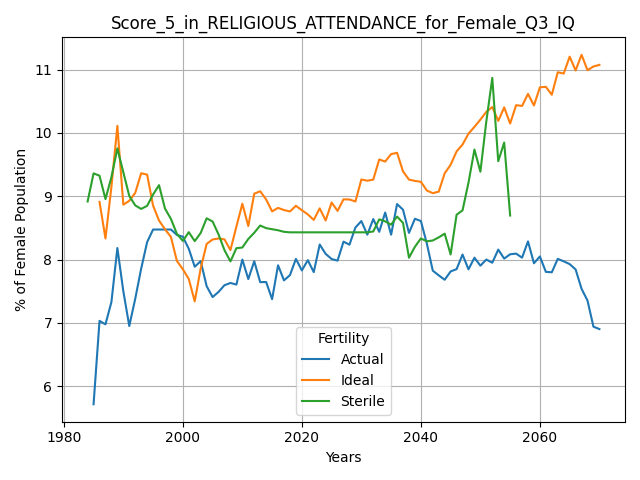 Score_5_in_RELIGIOUS_ATTENDANCE_for_Female_Q3_IQ
% of Female Population
11
10
9
8
7
6
Fertility
Actual
Ideal
Sterile
1980 2000 2020 2040 2060
Years